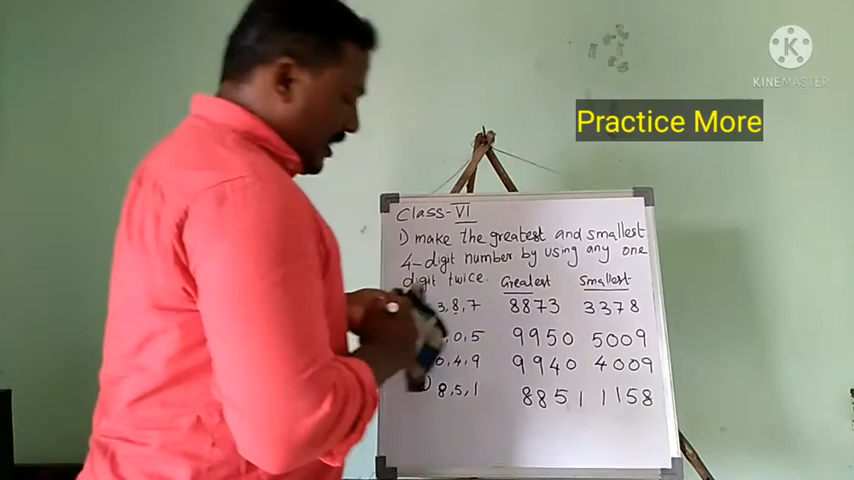 KINEMASTER
Practice More
Class-VI
1) make the greatest and smallest
4-digit number by using any one
digit twice. Greatest Smallest
3,8,7 8873 3378
,0,5 9950 5009
0,4,9 9940 4009
8,5,1 8851 1158